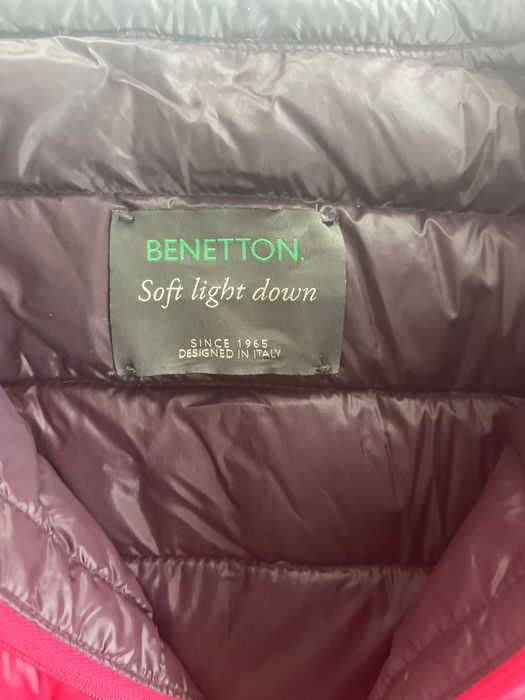 BENETTON.
Soft light down
SINCE 1965
DESIGNED IN ITALY